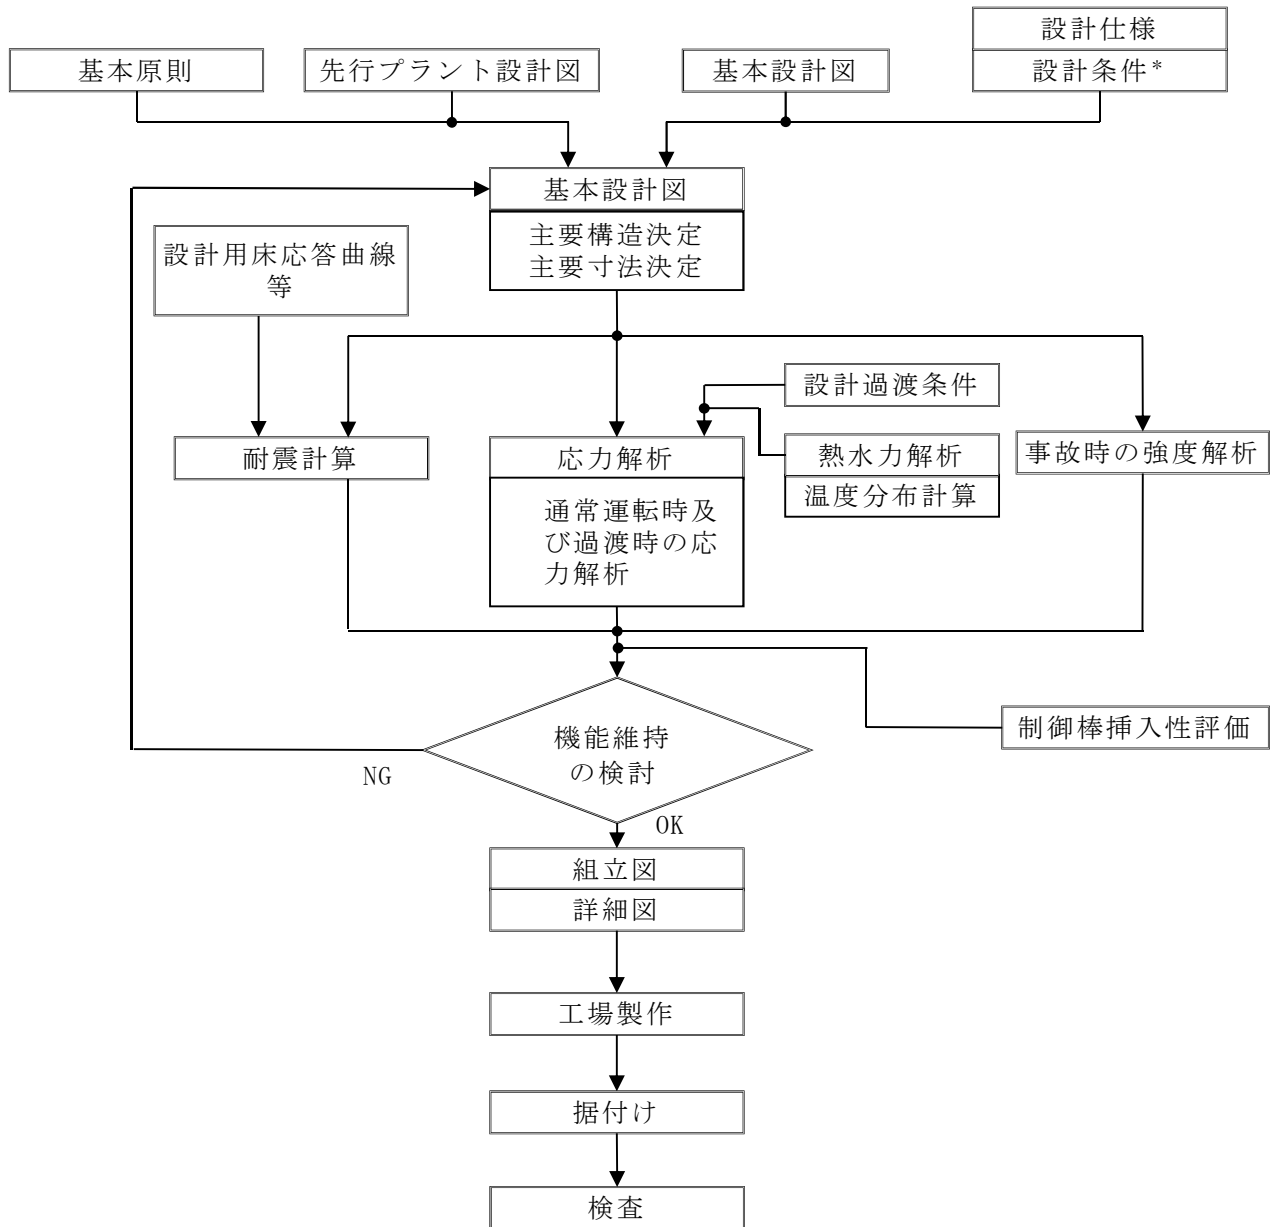 設計仕様
基本原則
先行プラント設計図
基本設計図
設計条件*
基本設計図
主要構造決定
主要寸法決定
設計用床応答曲線
等
設計過渡条件
耐震計算
応力解析
熱水力解析
事故時の強度解析
温度分布計算
通常運転時及
び過渡時の応
力解析
制御棒挿入性評価
機能維持
の検討
NG
OK
組立図
詳細図
工場製作
据付け
検査